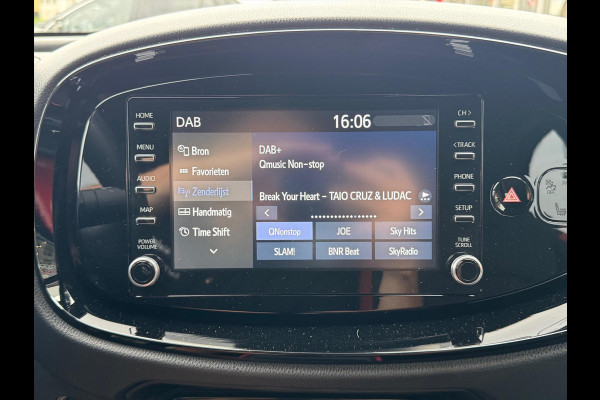 DAB
16:06
HOME
MENU
AUDIO
MAP
POWER
VOLUME
Bron
Favorieten
Zenderlijst
Handmatig
Time Shift
DAB+
Qmusic Non-stop
Break Your Heart – TAIO CRUZ & LUDAC
QNonstop
JOE
Sky Hits
SLAM!
BNR Beat
SkyRadio
CH >
< TRACK
PHONE
SETUP
TUNE
SCROLL